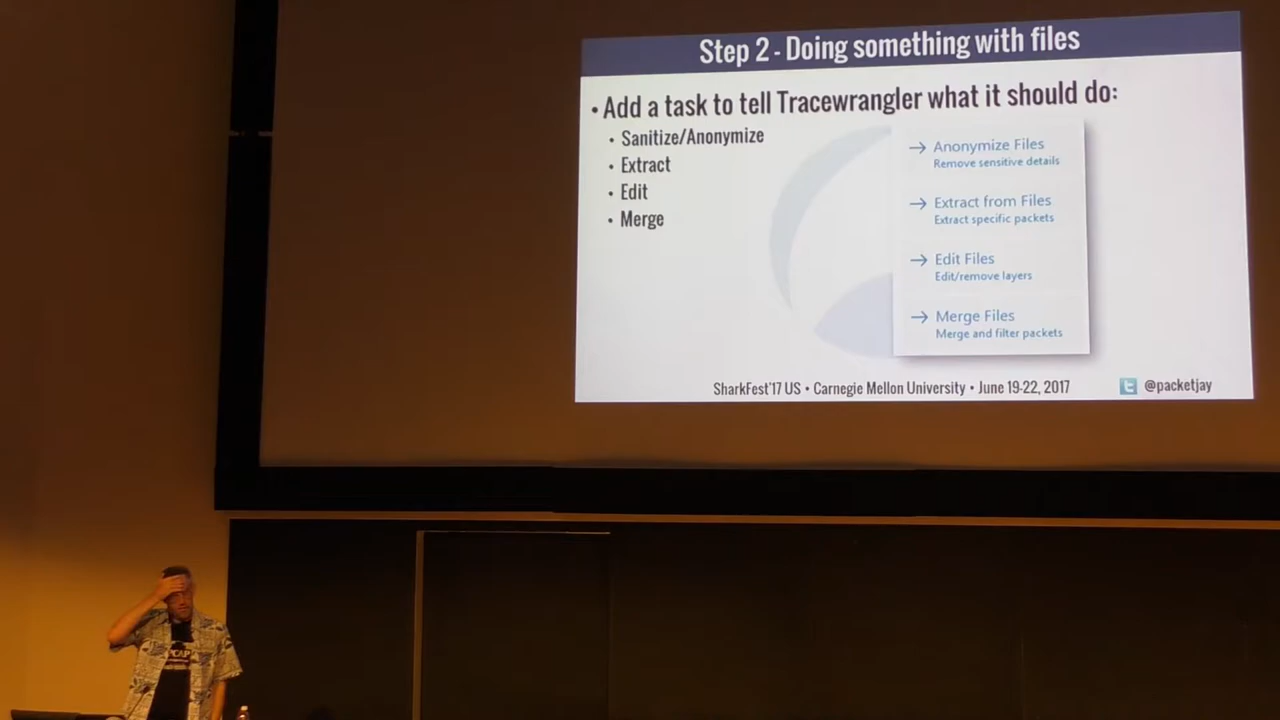 Step 2 - Doing something with files
• Add a task to tell Tracewrangler what it should do:
• Sanitize/Anonymize
• Extract
• Edit
• Merge
→ Anonymize Files
Remove sensitive details
→ Extract from Files
Extract specific packets
→ Edit Files
Edit/remove layers
→ Merge Files
Merge and filter packets
SharkFest'17 US • Carnegie Mellon University • June 19-22, 2017
@packetjay
PCAP